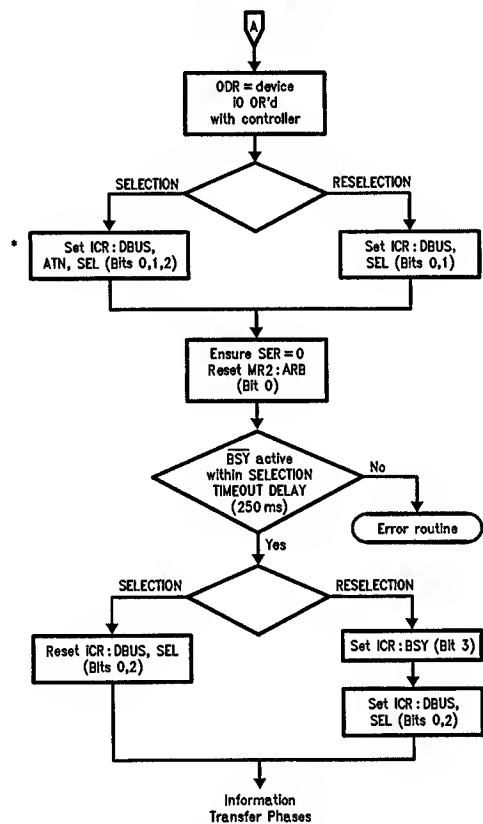 A
ODR = device
iD OR'd
with controller
SELECTION
RESELECTION
*
Set ICR : DBUS,
ATN, SEL (Bits 0,1,2)
Set ICR : DBUS,
SEL (Bits 0,1)
Ensure SER = 0
Reset MR2 : ARB
(Bit 0)
BSY active
within SELECTION
TIMEOUT DELAY
(250 ms)
No
Error routine
Yes
SELECTION
RESELECTION
Reset ICR : DBUS, SEL
(Bits 0,2)
Set ICR : BSY (Bit 3)
Set ICR : DBUS,
SEL (Bits 0,2)
Information
Transfer Phases